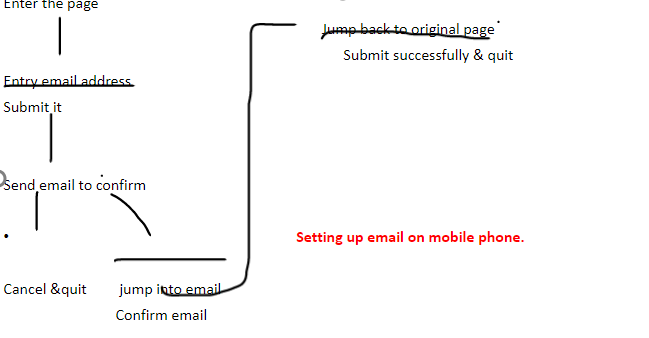 Enter the page
Entry email address
Submit it
Send email to confirm
Cancel &quit
jump into email
Confirm email
Jump back to original page
Submit successfully & quit
Setting up email on mobile phone.